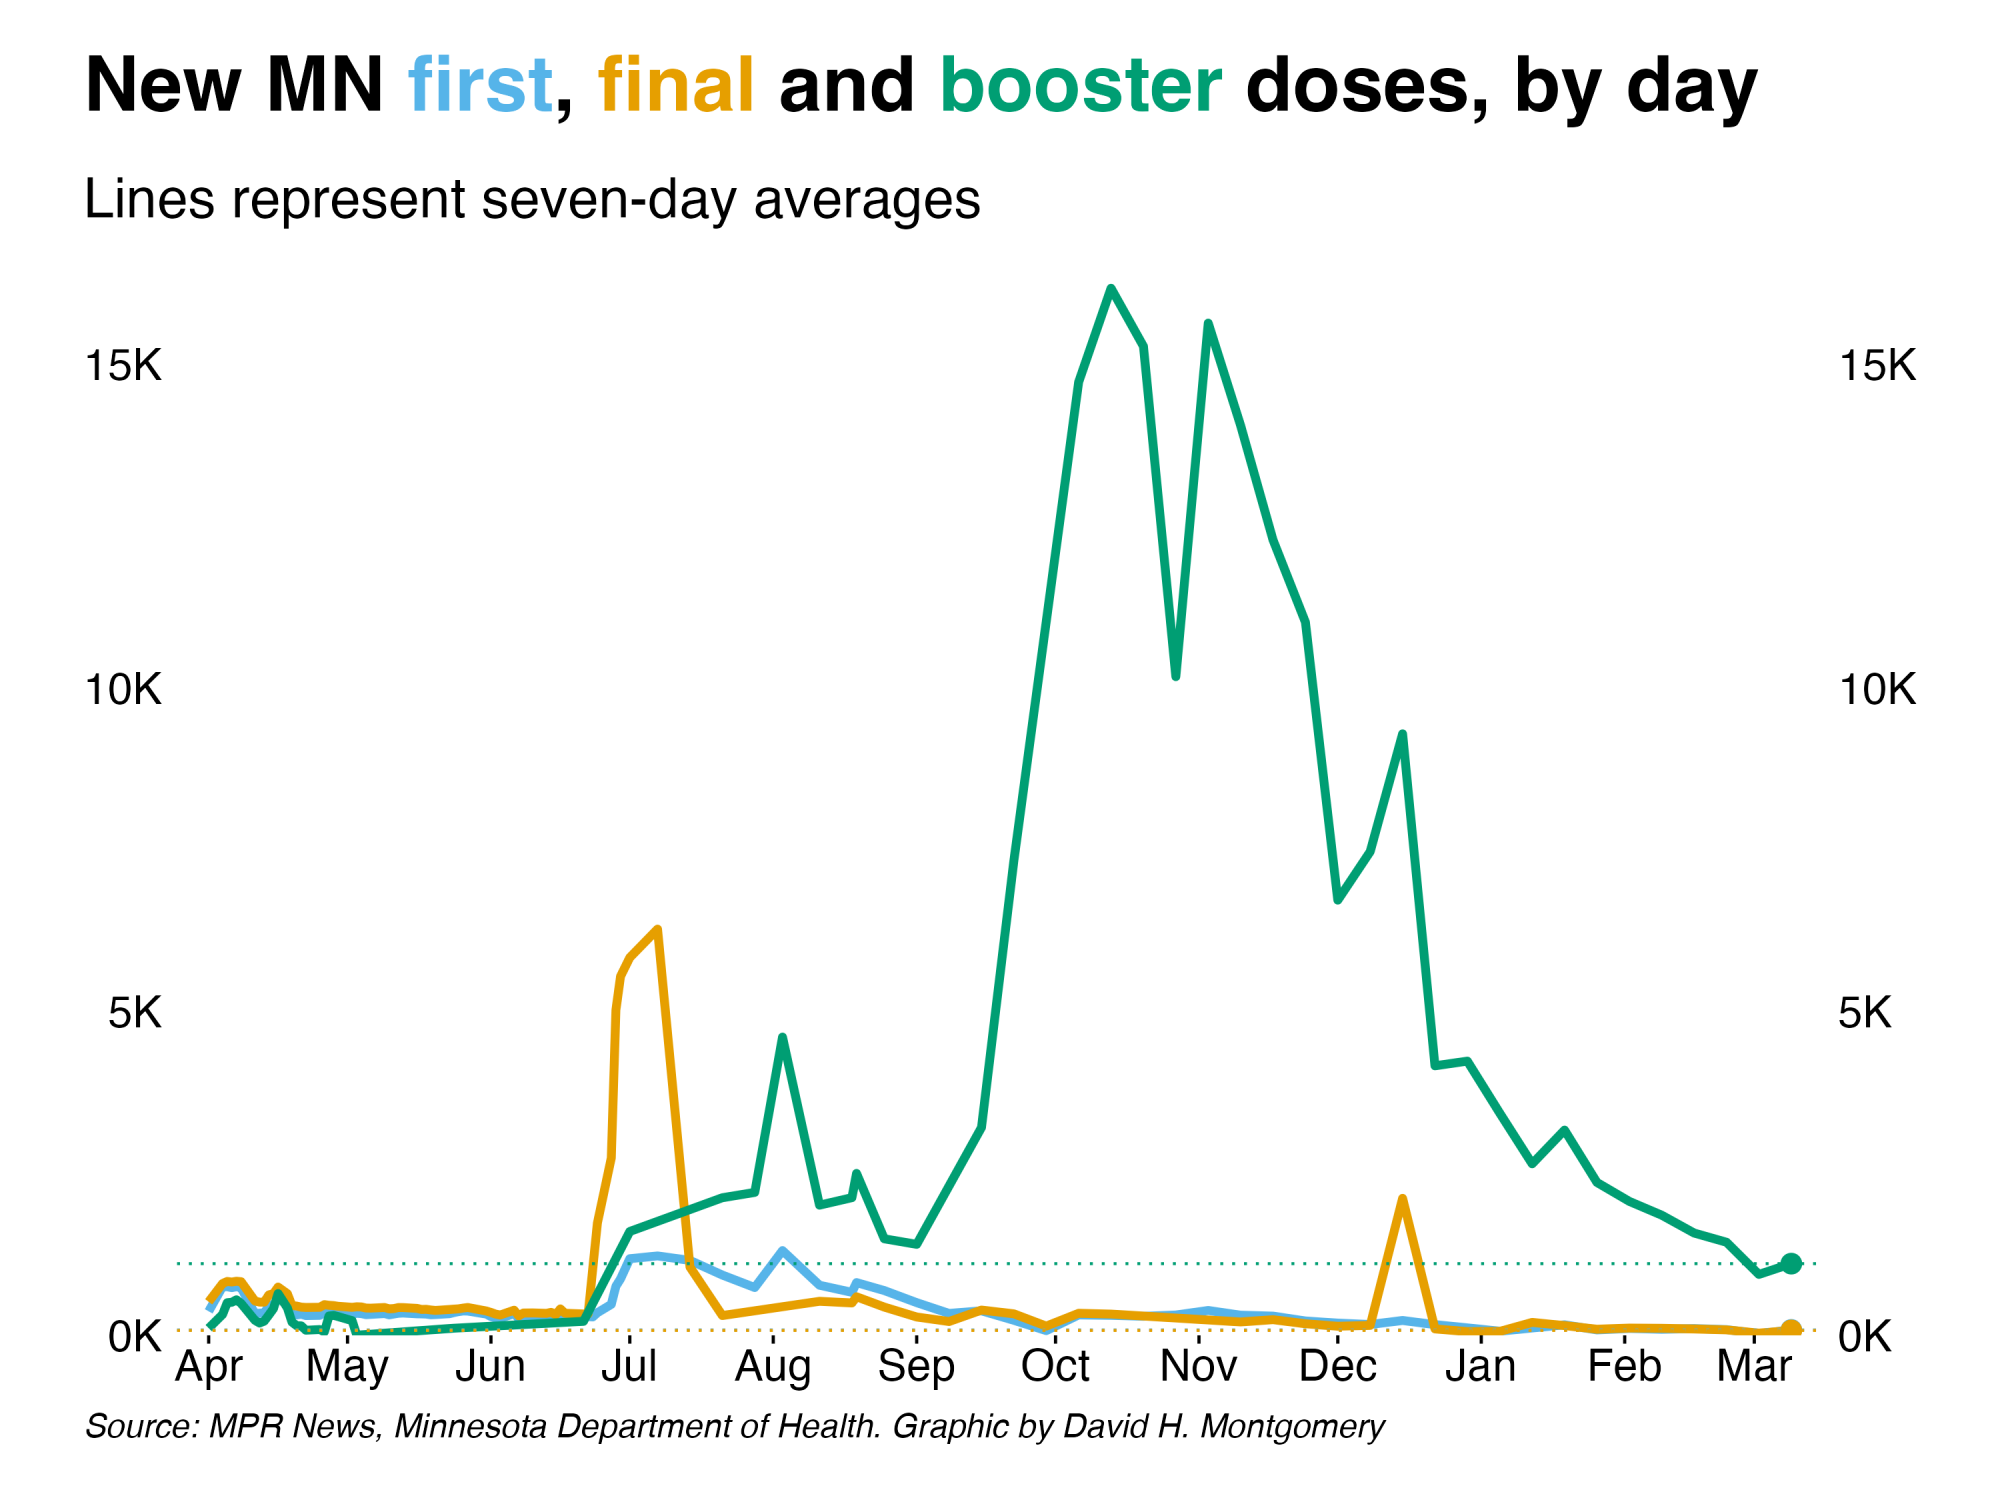 New MN first, final and booster doses, by day
Lines represent seven-day averages
15K 15K
10K 10K
5K 5K
0K 0K
Apr May Jun Jul Aug Sep Oct Nov Dec Jan Feb Mar
Source: MPR News, Minnesota Department of Health. Graphic by David H. Montgomery